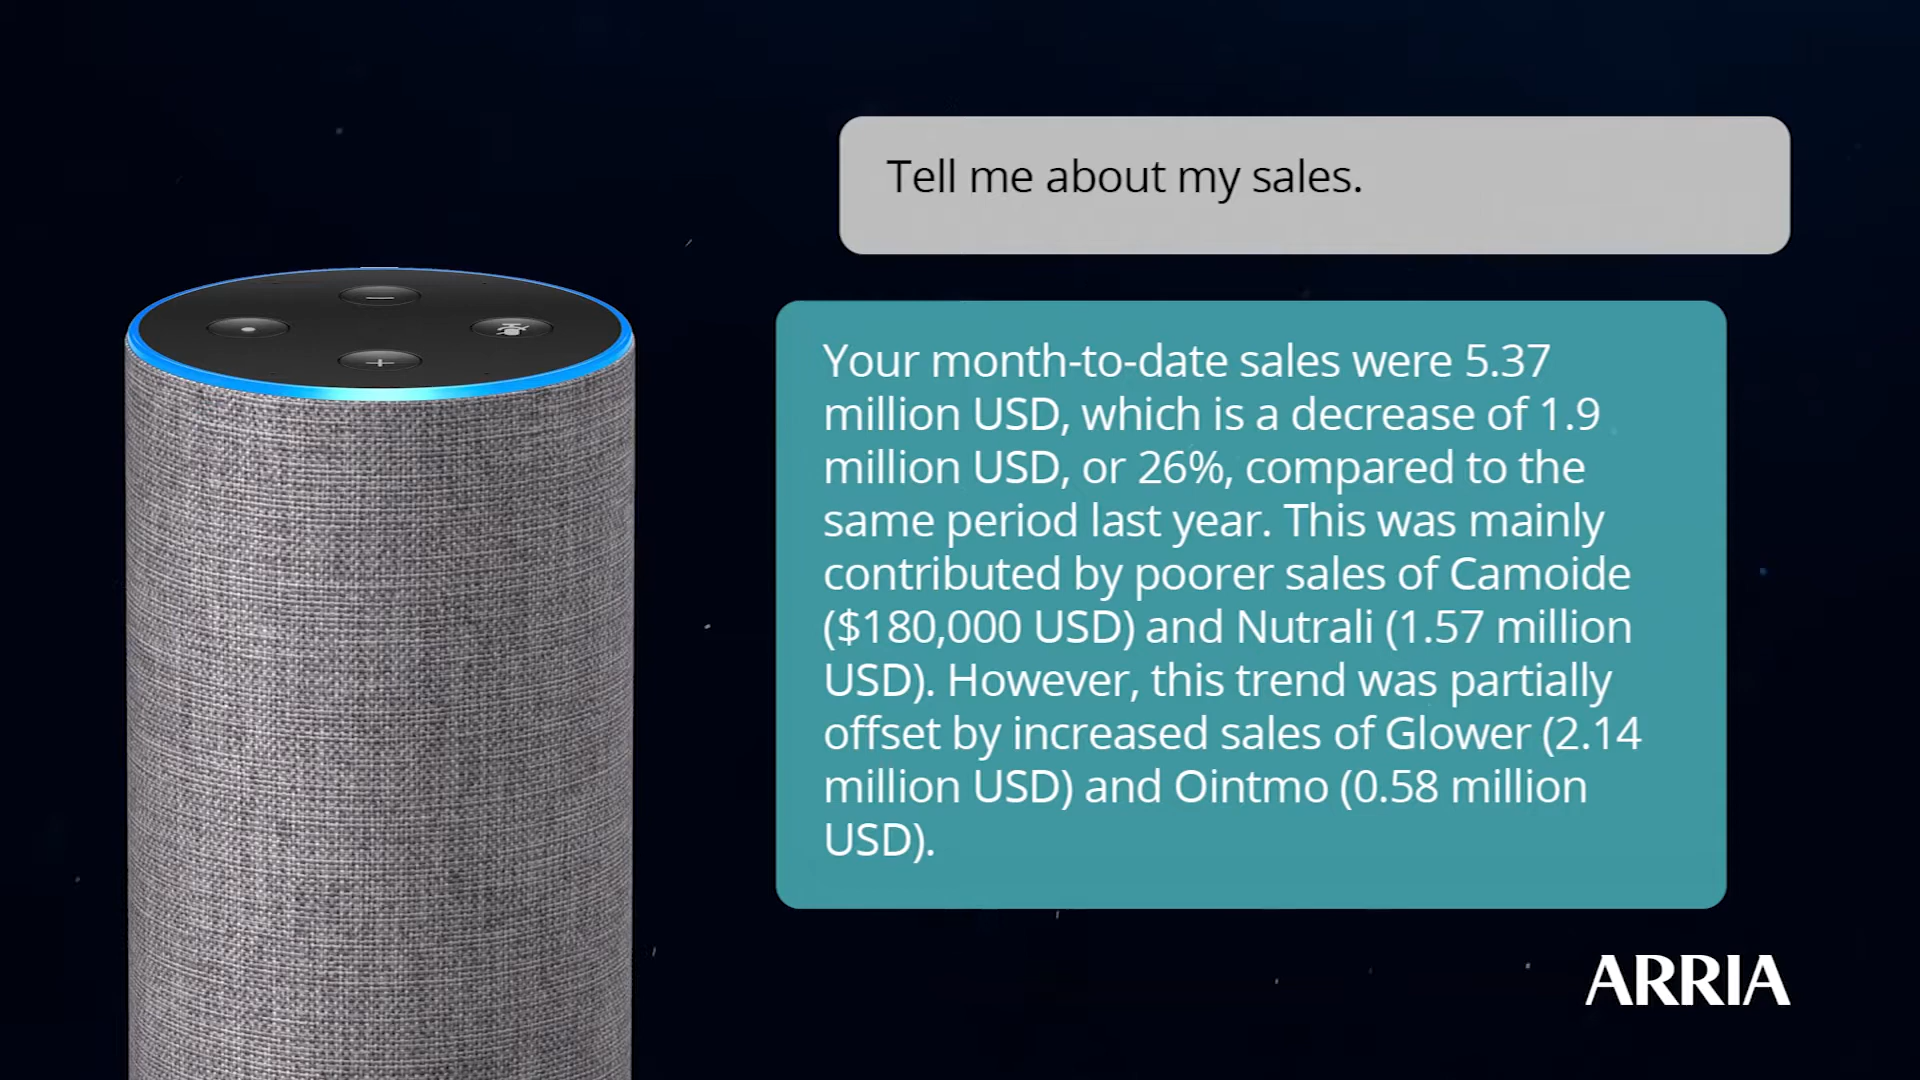 Tell me about my sales.
Your month-to-date sales were 5.37
million USD, which is a decrease of 1.9
million USD, or 26%, compared to the
same period last year. This was mainly
contributed by poorer sales of Camoide
($180,000 USD) and Nutrali (1.57 million
USD). However, this trend was partially
offset by increased sales of Glower (2.14
million USD) and Ointmo (0.58 million
USD).
ARRIA